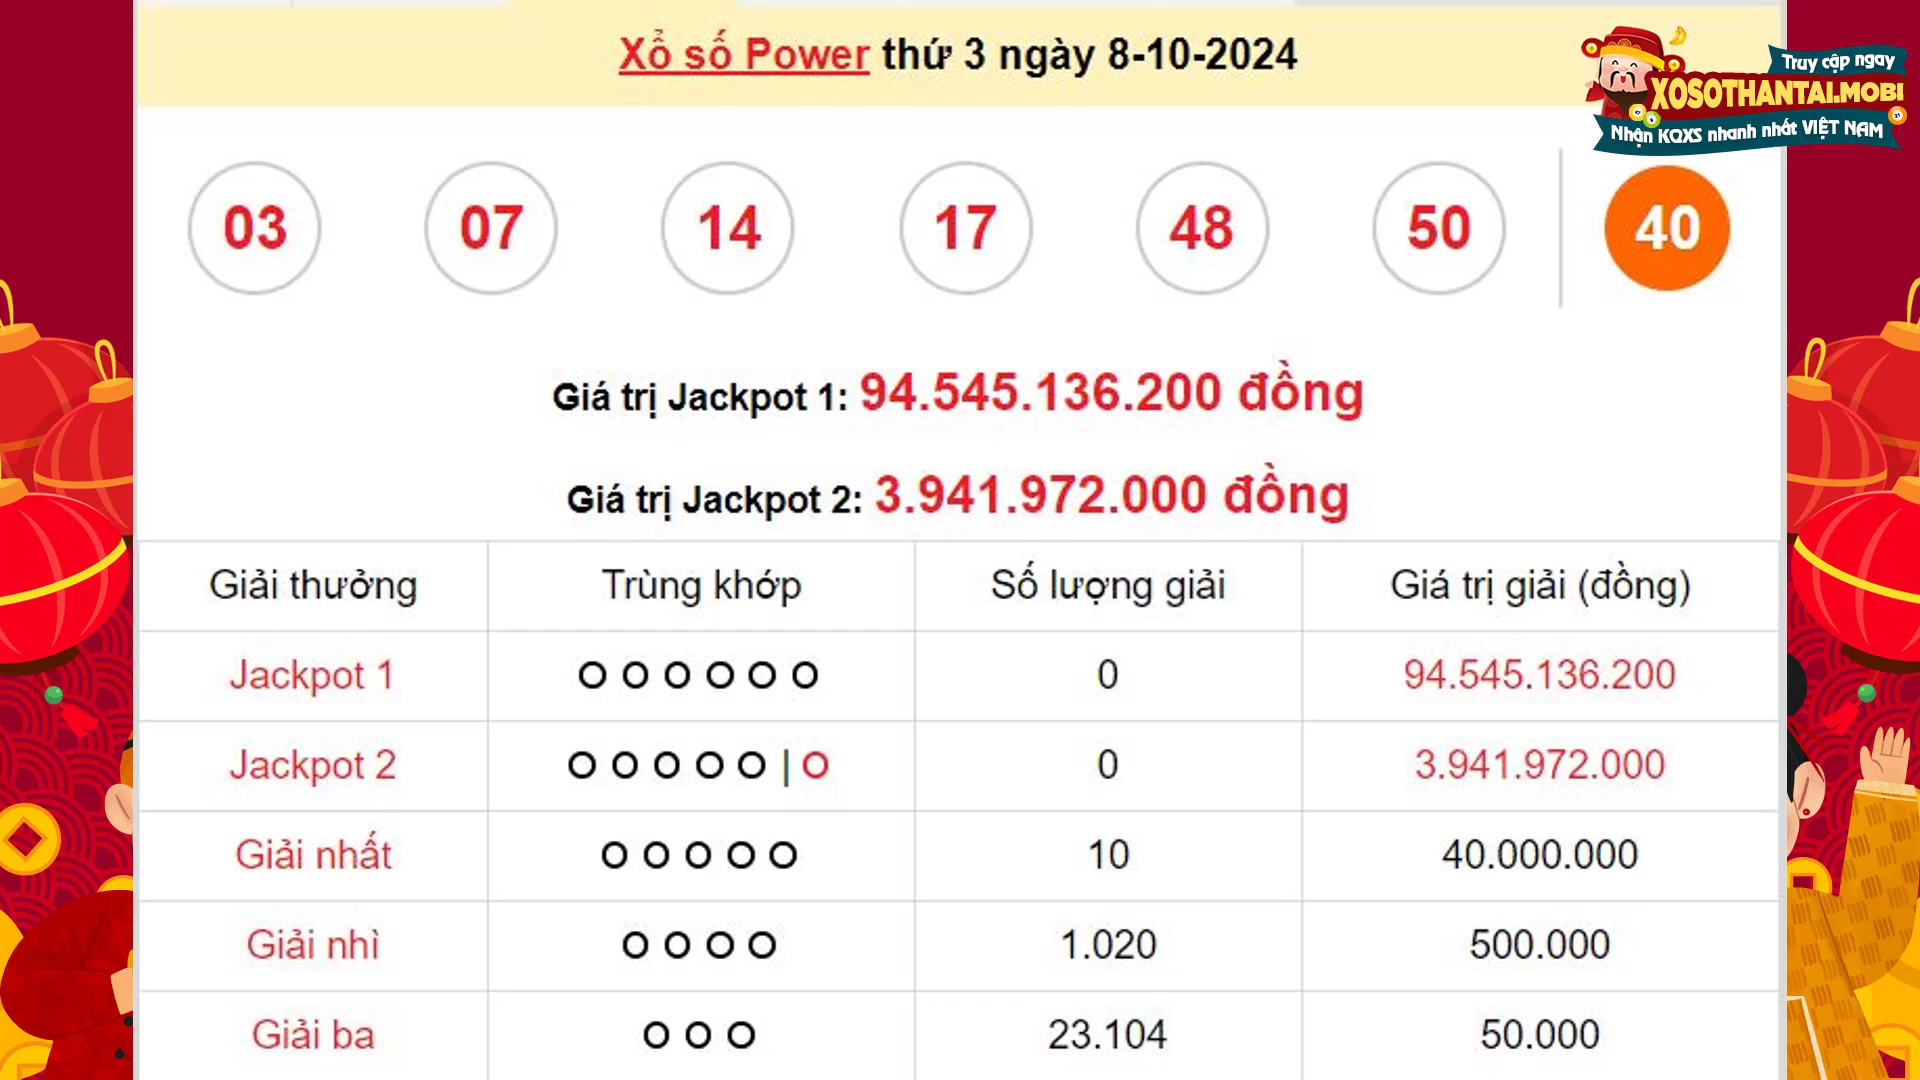 Xổ số Power thứ 3 ngày 8-10-2024
Truy cập ngay
XOSOTHANTAI.MOBI
Nhận KQXS nhanh nhất VIỆT NAM
03 07 14 17 48 50 40
Giá trị Jackpot 1: 94.545.136.200 đồng
Giá trị Jackpot 2: 3.941.972.000 đồng
Giải thưởng Trùng khớp Số lượng giải Giá trị giải (đồng)
Jackpot 1 O O O O O O 0 94.545.136.200
Jackpot 2 O O O O O | O 0 3.941.972.000
Giải nhất O O O O O 10 40.000.000
Giải nhì O O O O 1.020 500.000
Giải ba O O O 23.104 50.000